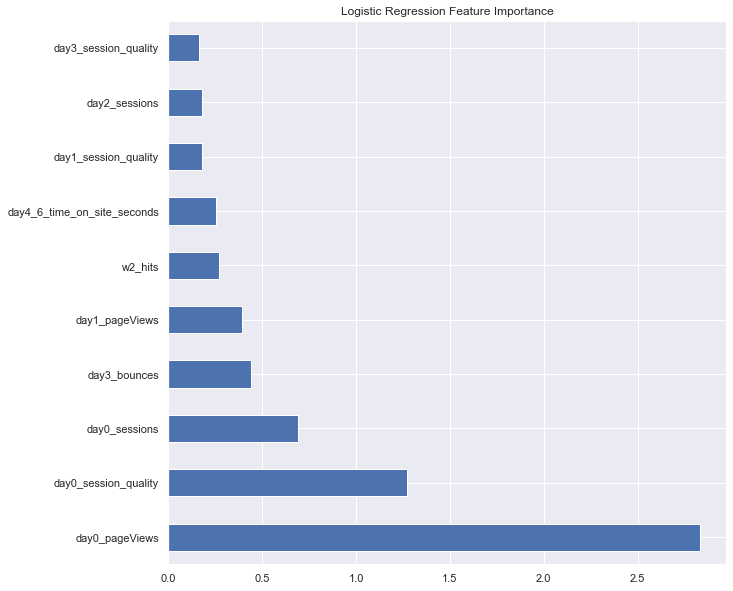 Logistic Regression Feature Importance
day3_session_quality
day2_sessions
day1_session_quality
day4_6_time_on_site_seconds
w2_hits
day1_pageViews
day3_bounces
day0_sessions
day0_session_quality
day0_pageViews
0.0 0.5 1.0 1.5 2.0 2.5